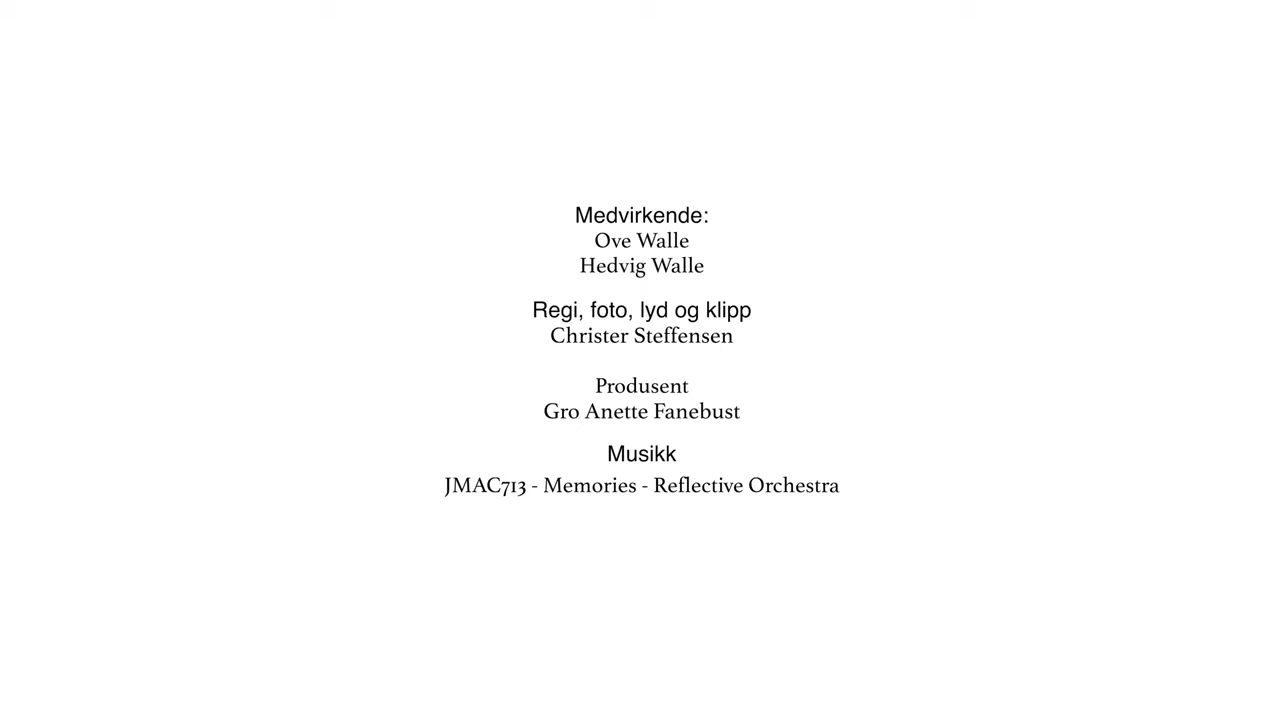 Medvirkende:
Ove Walle
Hedvig Walle
Regi, foto, lyd og klipp
Christer Steffensen
Produsent
Gro Anette Fanebust
Musikk
JMAC713 - Memories - Reflective Orchestra